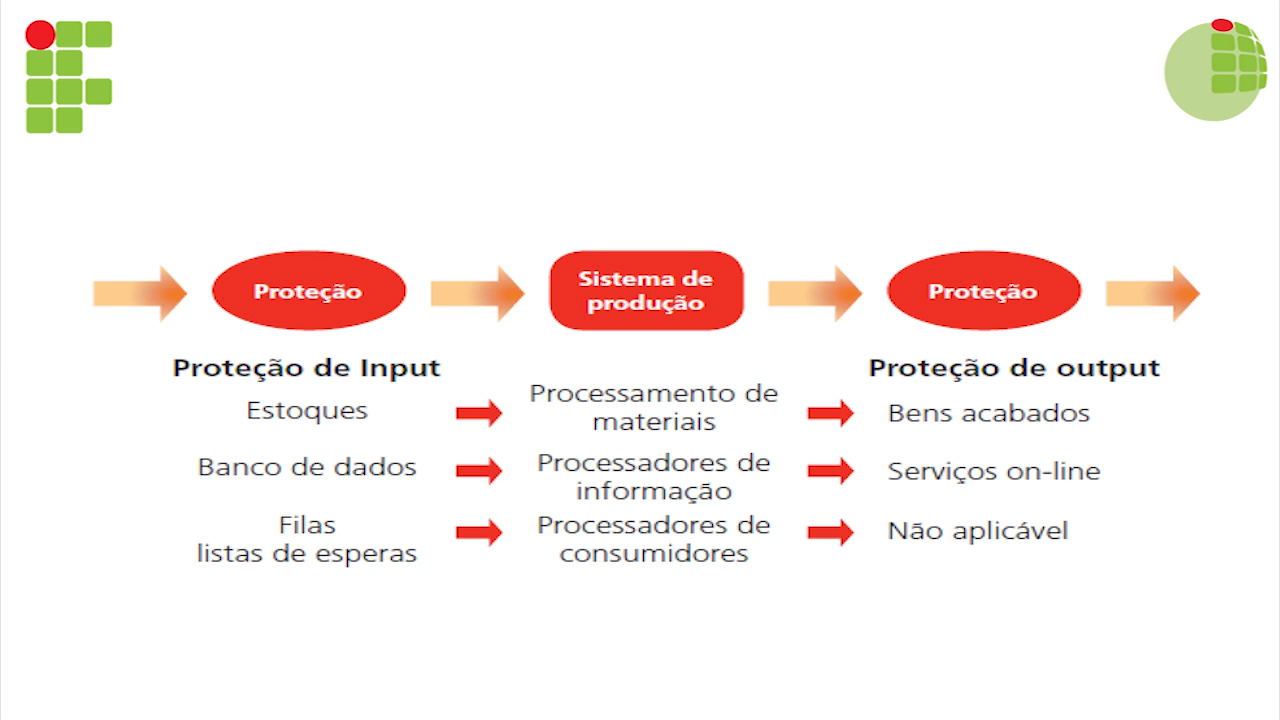 Proteção
Sistema de
produção
Proteção
Proteção de Input
Proteção de output
Estoques
Processamento de
materiais
Bens acabados
Banco de dados
Processadores de
informação
Serviços on-line
Filas
listas de esperas
Processadores de
consumidores
Não aplicável